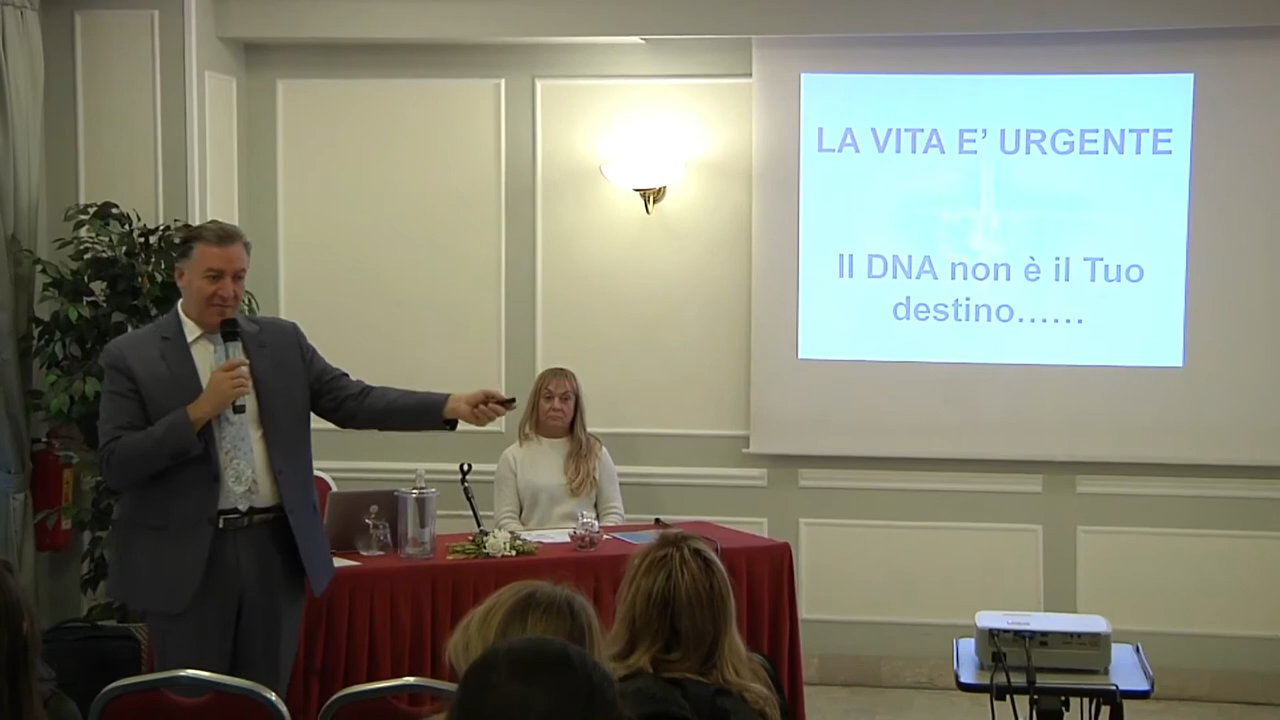 LA VITA E’ URGENTE
Il DNA non è il Tuo
destino......